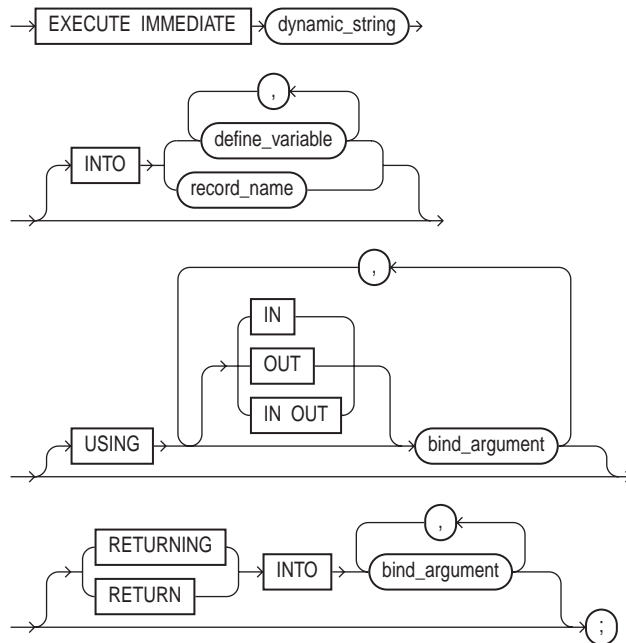 EXECUTE IMMEDIATE dynamic_string
,
define_variable
INTO
record_name
,
IN
OUT
IN OUT
USING bind_argument
,
RETURNING
INTO bind_argument
RETURN
;